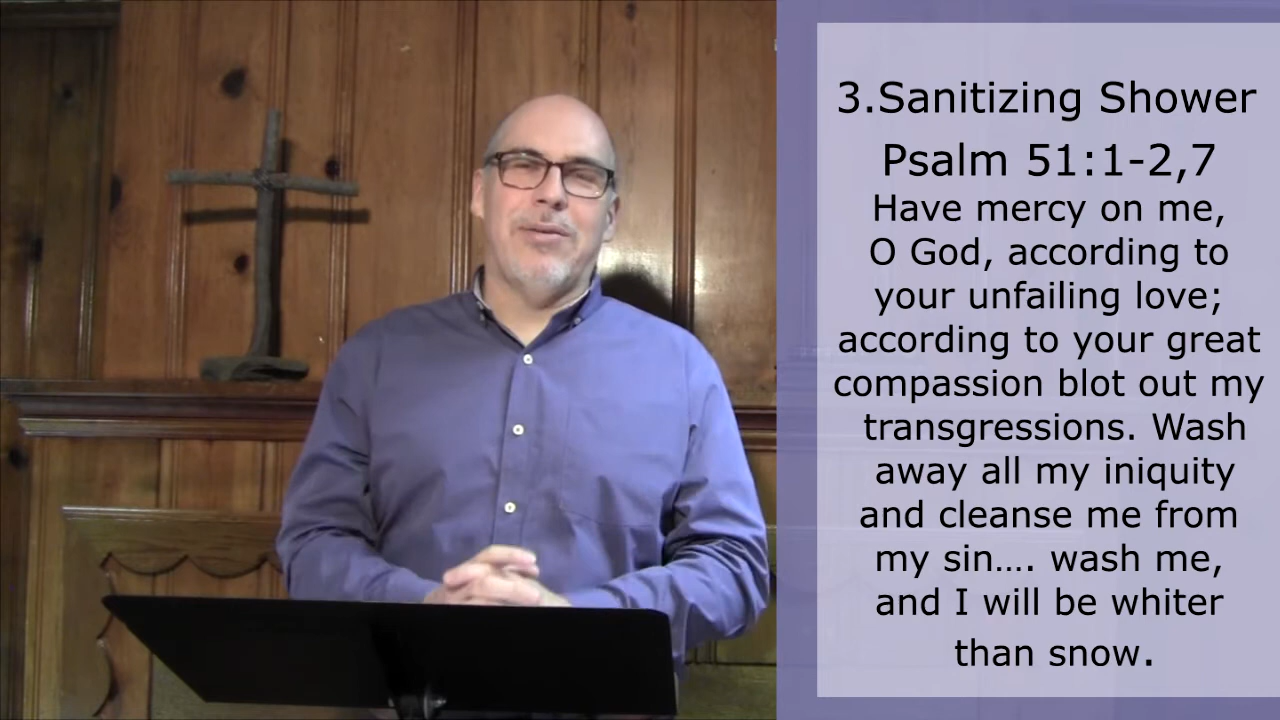 3.Sanitizing Shower
Psalm 51:1-2,7
Have mercy on me,
O God, according to
your unfailing love;
according to your great
compassion blot out my
transgressions. Wash
away all my iniquity
and cleanse me from
my sin.... wash me,
and I will be whiter
than snow.